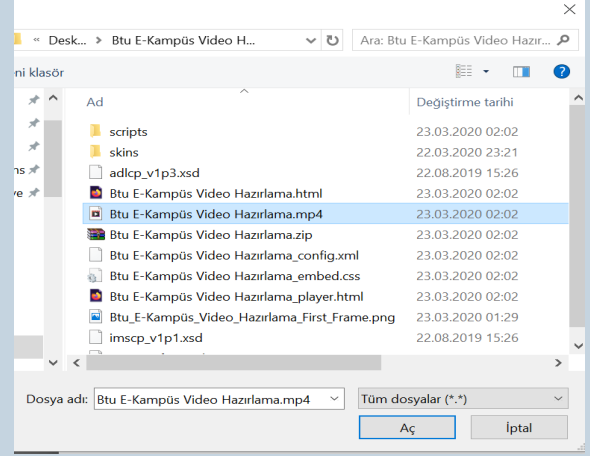 « Desk... > Btu E-Kampüs Video H... Ara: Btu E-Kampüs Video Hazır...
ni klasör
Ad Değiştirme tarihi
scripts 23.03.2020 02:02
skins 22.03.2020 23:21
ns adlcp_v1p3.xsd 22.08.2019 15:26
ve Btu E-Kampüs Video Hazırlama.html 23.03.2020 02:02
Btu E-Kampüs Video Hazırlama.mp4 23.03.2020 02:02
Btu E-Kampüs Video Hazırlama.zip 23.03.2020 02:02
Btu E-Kampüs Video Hazırlama_config.xml 23.03.2020 02:02
Btu E-Kampüs Video Hazırlama_embed.css 23.03.2020 02:02
Btu E-Kampüs Video Hazırlama_player.html 23.03.2020 02:02
Btu_E-Kampüs_Video_Hazırlama_First_Frame.png 23.03.2020 01:29
imscp_v1p1.xsd 22.08.2019 15:26
Dosya adı: Btu E-Kampüs Video Hazırlama.mp4 Tüm dosyalar (*.*)
Aç İptal